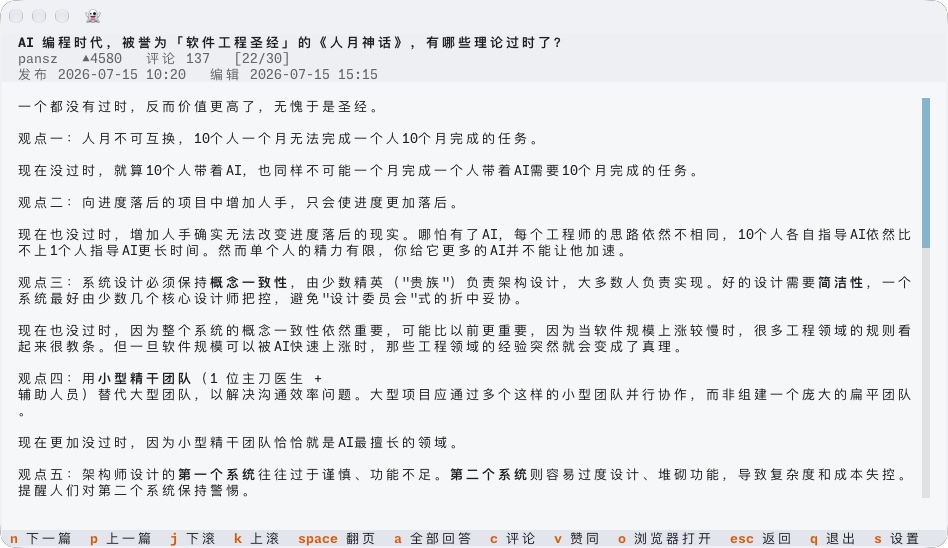 AI 编程时代，被誉为「软件工程圣经」的《人月神话》，有哪些理论过时了？
pansz ▲4580 评论 137 [22/30]
发布 2026-07-15 10:20 编辑 2026-07-15 15:15
一个都没有过时，反而价值更高了，无愧于是圣经。
观点一：人月不可互换，10个人一个月无法完成一个人10个月完成的任务。
现在没过时，就算10个人带着AI，也同样不可能一个月完成一个人带着AI需要10个月完成的任务。
观点二：向进度落后的项目中增加人手，只会使进度更加落后。
现在也没过时，增加人手确实无法改变进度落后的现实。哪怕有了AI，每个工程师的思路依然不相同，10个人各自指导AI依然比
不上1个人指导AI更长时间。然而单个人的精力有限，你给它更多的AI并不能让他加速。
观点三：系统设计必须保持概念一致性，由少数精英（"贵族"）负责架构设计，大多数人负责实现。好的设计需要简洁性，一个
系统最好由少数几个核心设计师把控，避免"设计委员会"式的折中妥协。
现在也没过时，因为整个系统的概念一致性依然重要，可能比以前更重要，因为当软件规模上涨较慢时，很多工程领域的规则看
起来很教条。但一旦软件规模可以被AI快速上涨时，那些工程领域的经验突然就会变成了真理。
观点四：用小型精干团队（1 位主刀医生 +
辅助人员）替代大型团队，以解决沟通效率问题。大型项目应通过多个这样的小型团队并行协作，而非组建一个庞大的扁平团队
。
现在更加没过时，因为小型精干团队恰恰就是AI最擅长的领域。
观点五：架构师设计的第一个系统往往过于谨慎、功能不足。第二个系统则容易过度设计、堆砌功能，导致复杂度和成本失控。
提醒人们对第二个系统保持警惕。
n 下一篇 p 上一篇 j 下滚 k 上滚 space 翻页 a 全部回答 c 评论 v 赞同 o 浏览器打开 esc 返回 q 退出 s 设置